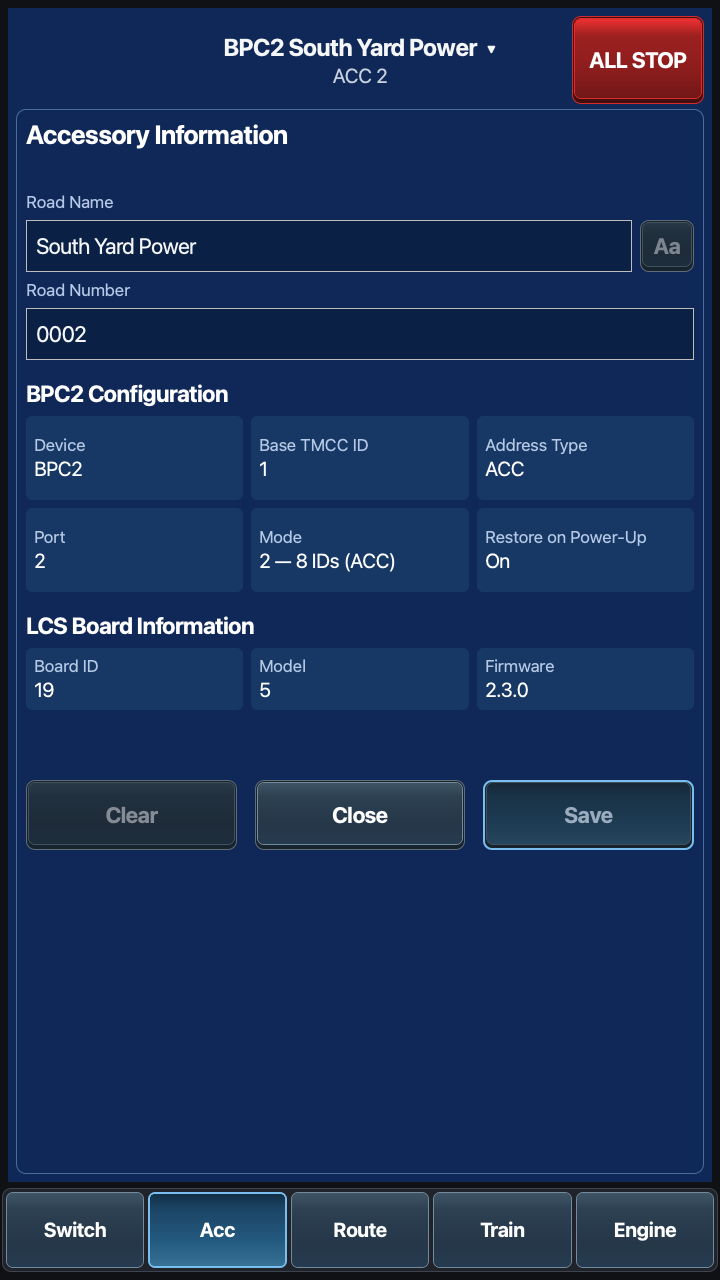 BPC2 South Yard Power ▼
ACC 2
ALL STOP
Accessory Information
Road Name
South Yard Power
Aa
Road Number
0002
BPC2 Configuration
Device
BPC2
Base TMCC ID
1
Address Type
ACC
Port
2
Mode
2 — 8 IDs (ACC)
Restore on Power-Up
On
LCS Board Information
Board ID
19
Model
5
Firmware
2.3.0
Clear
Close
Save
Switch
Acc
Route
Train
Engine